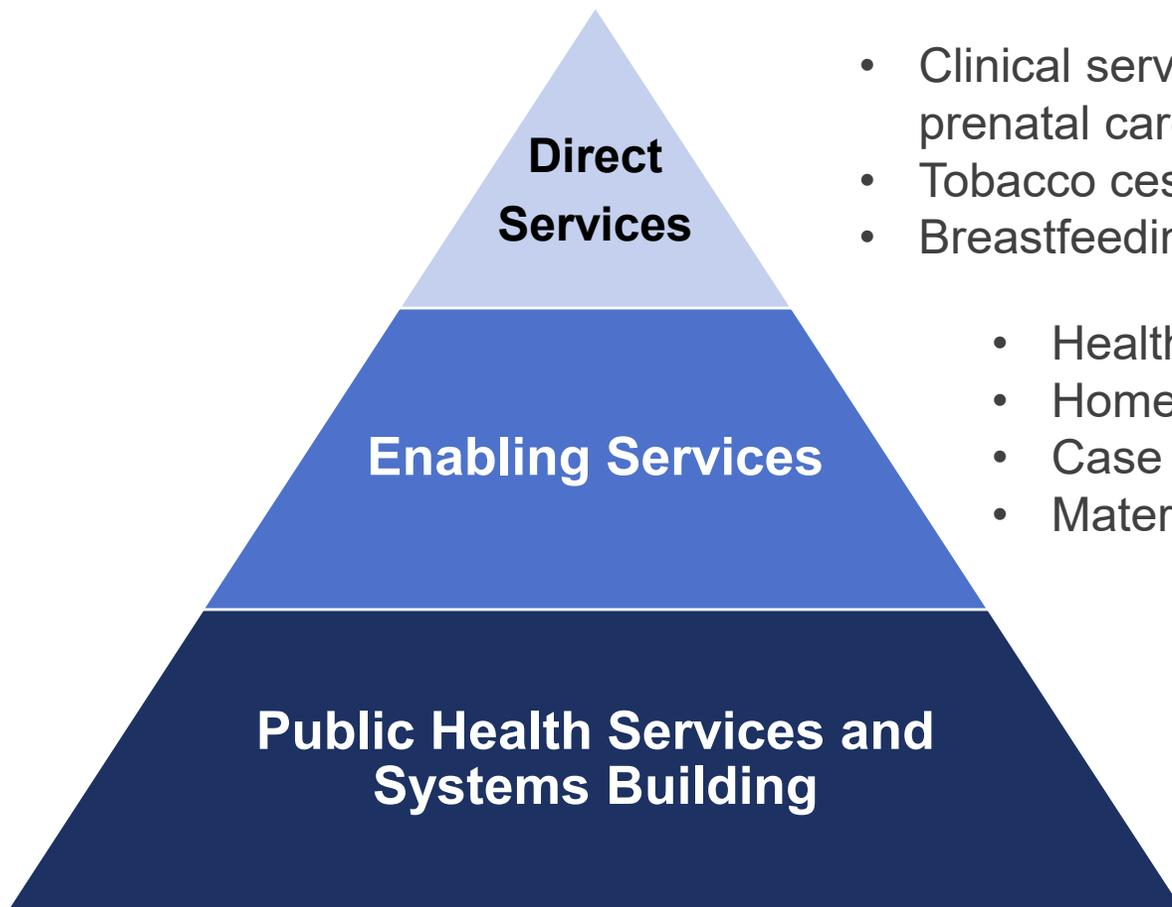 Direct
Services
• Clinical serv
prenatal car
• Tobacco ces
• Breastfeedin
Enabling Services
• Health
• Home
• Case
• Mater
Public Health Services and
Systems Building